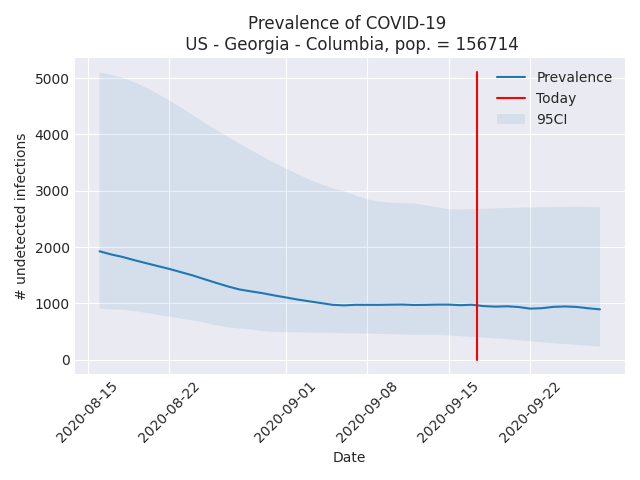 Prevalence of COVID-19
US - Georgia - Columbia, pop. = 156714
Prevalence
Today
95CI
# undetected infections
5000
4000
3000
2000
1000
0
2020-08-15
2020-08-22
2020-09-01
2020-09-08
2020-09-15
2020-09-22
Date